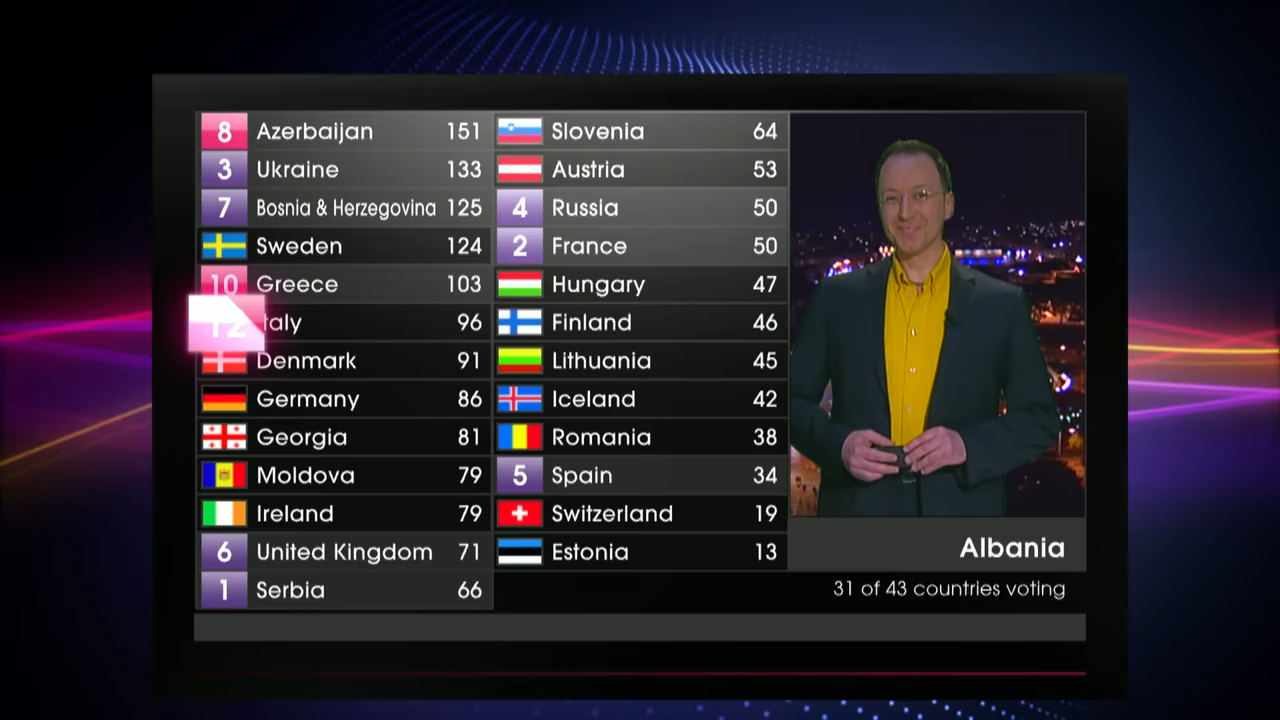 8 Azerbaijan 151
3 Ukraine 133
7 Bosnia & Herzegovina 125
Sweden 124
10 Greece 103
12 Italy 96
Denmark 91
Germany 86
Georgia 81
Moldova 79
Ireland 79
6 United Kingdom 71
1 Serbia 66
Slovenia 64
Austria 53
4 Russia 50
2 France 50
Hungary 47
Finland 46
Lithuania 45
Iceland 42
Romania 38
5 Spain 34
Switzerland 19
Estonia 13
Albania
31 of 43 countries voting